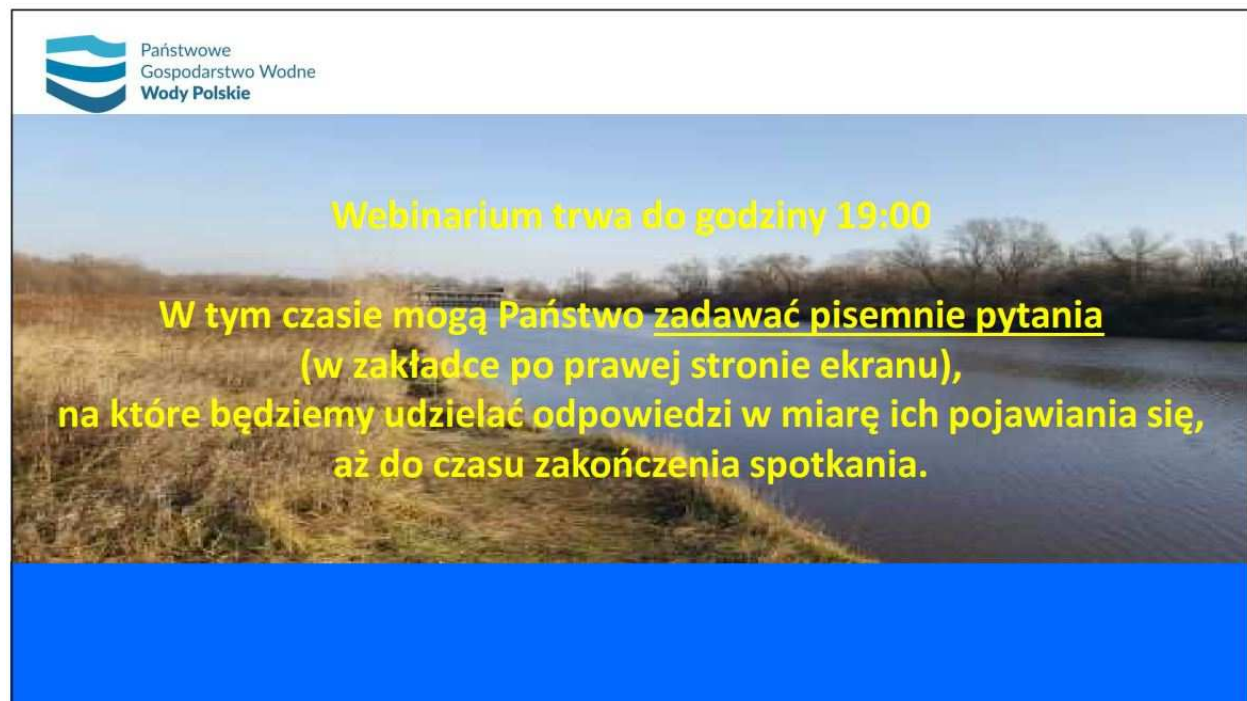 Państwowe
Gospodarstwo Wodne
Wody Polskie
Webinarium trwa do godziny 19:00
W tym czasie mogą Państwo zadawać pisemnie pytania
(w zakładce po prawej stronie ekranu),
na które będziemy udzielać odpowiedzi w miarę ich pojawiania się,
aż do czasu zakończenia spotkania.